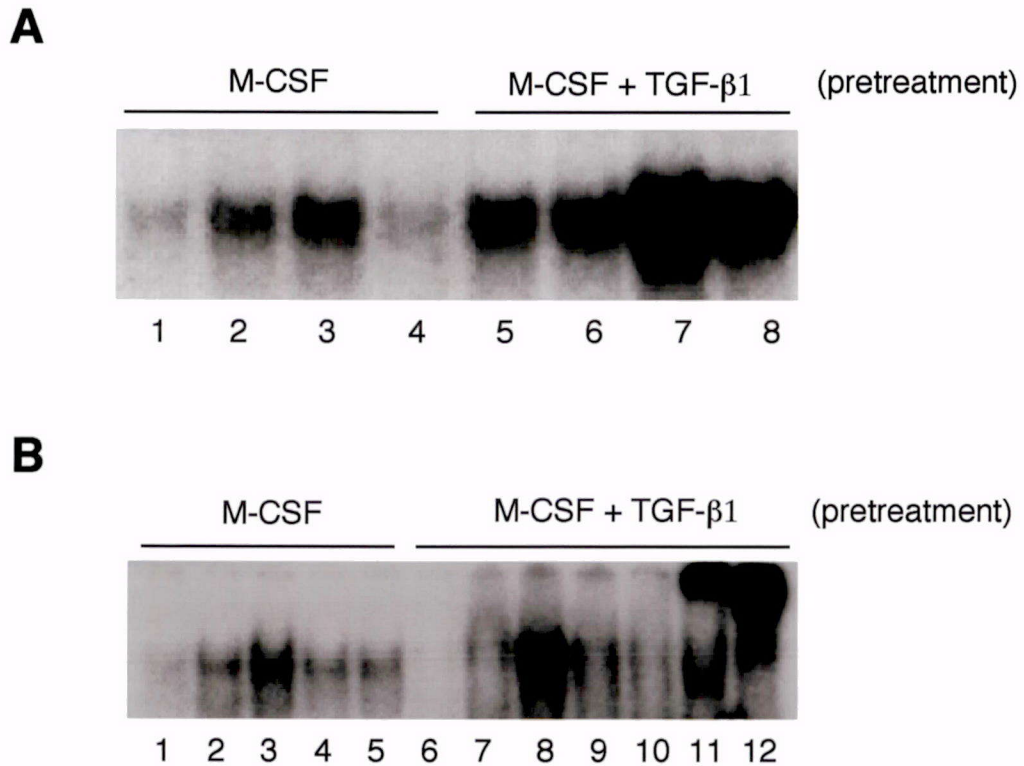 A
M-CSF M-CSF + TGF-β1 (pretreatment)
1 2 3 4 5 6 7 8
B
M-CSF M-CSF + TGF-β1 (pretreatment)
1 2 3 4 5 6 7 8 9 10 11 12